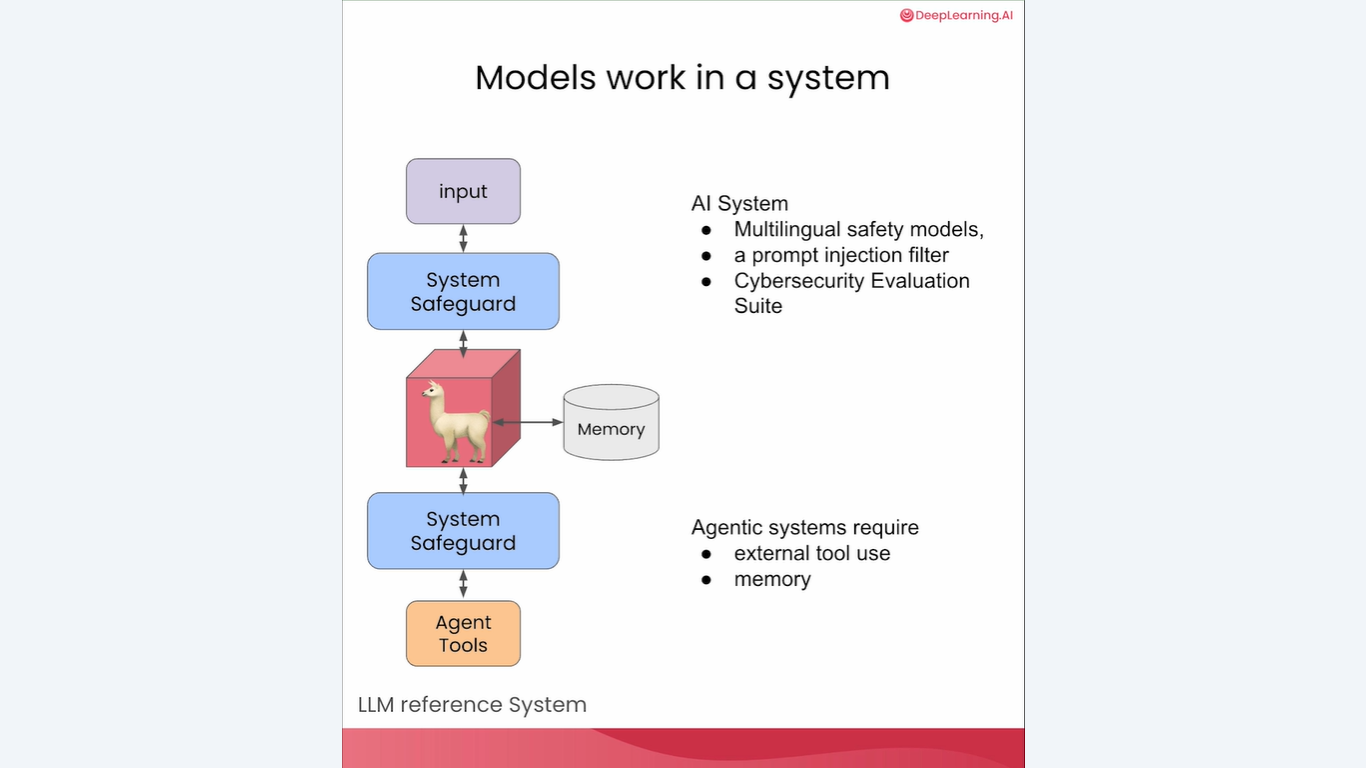 DeepLearning.AI
Models work in a system
input
System
Safeguard
Memory
System
Safeguard
Agent
Tools
LLM reference System
AI System
● Multilingual safety models,
● a prompt injection filter
● Cybersecurity Evaluation
Suite
Agentic systems require
● external tool use
● memory